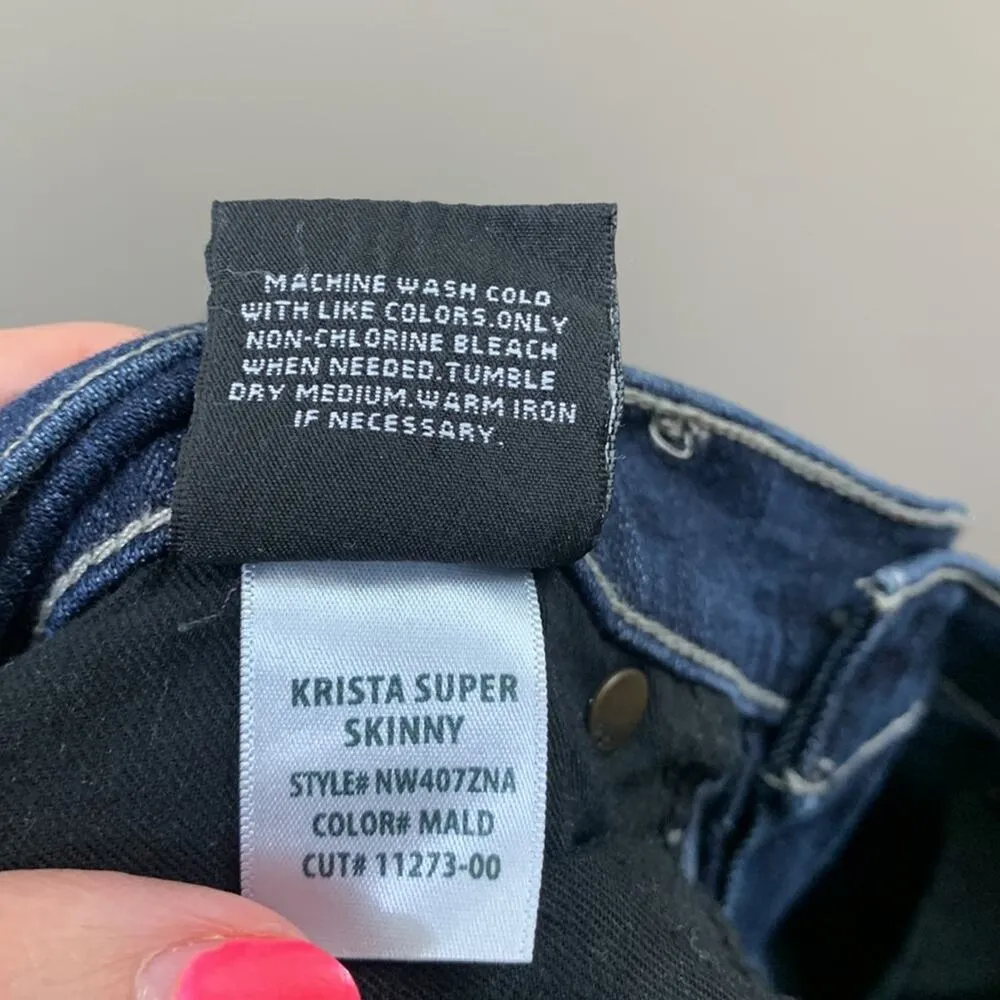 MACHINE WASH COLD
WITH LIKE COLORS.ONLY
NON-CHLORINE BLEACH
WHEN NEEDED.TUMBLE
DRY MEDIUM.WARM IRON
IF NECESSARY.
KRISTA SUPER
SKINNY
STYLE# NW407ZNA
COLOR# MALD
CUT# 11273-00